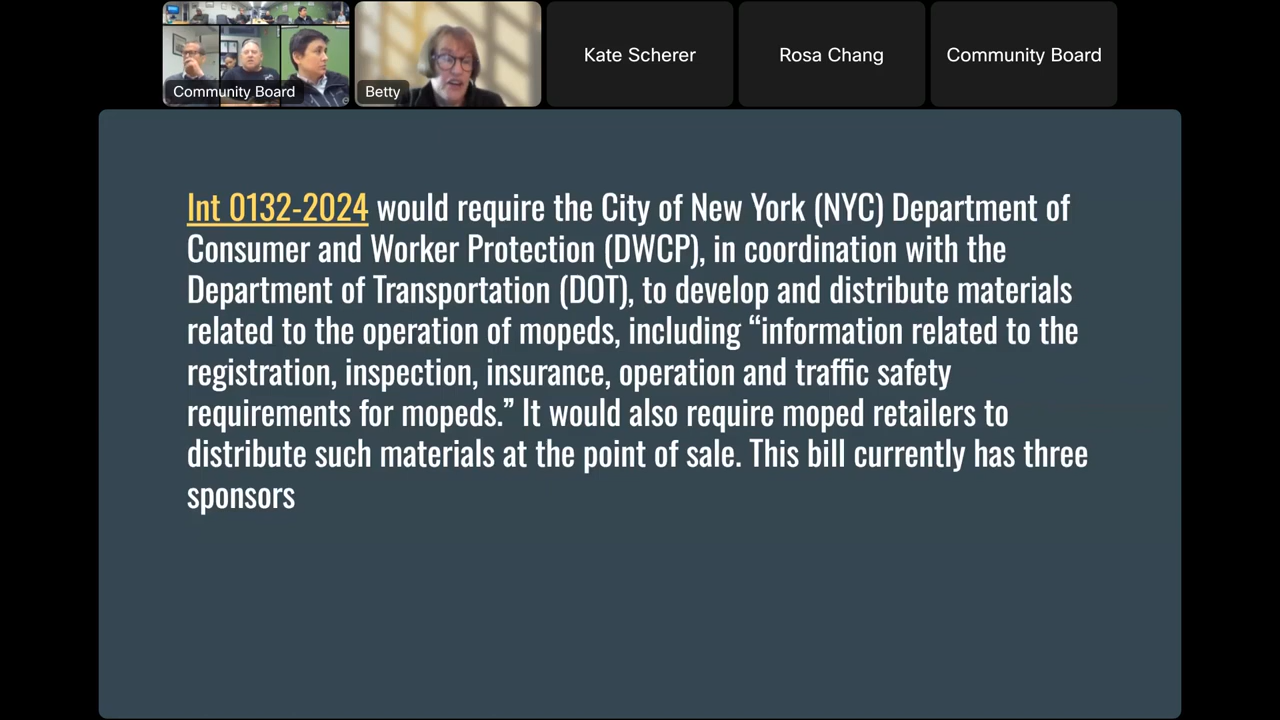 Community Board
Betty
Kate Scherer
Rosa Chang
Community Board
Int 0132-2024 would require the City of New York (NYC) Department of
Consumer and Worker Protection (DWCP), in coordination with the
Department of Transportation (DOT), to develop and distribute materials
related to the operation of mopeds, including “information related to the
registration, inspection, insurance, operation and traffic safety
requirements for mopeds.” It would also require moped retailers to
distribute such materials at the point of sale. This bill currently has three
sponsors